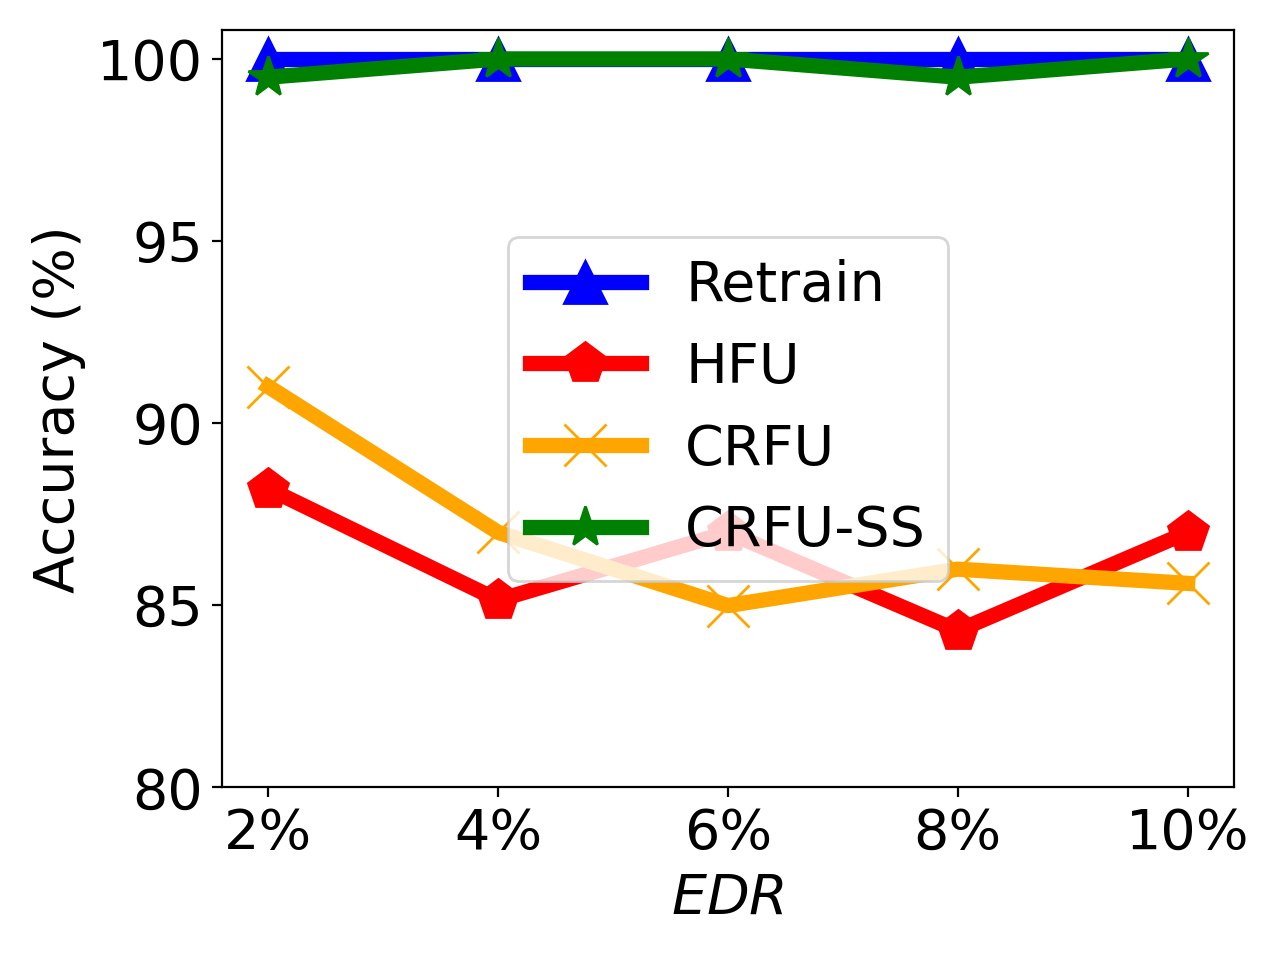 100
95
90
85
80
Accuracy (%)
Retrain
HFU
CRFU
CRFU-SS
2% 4% 6% 8% 10%
EDR